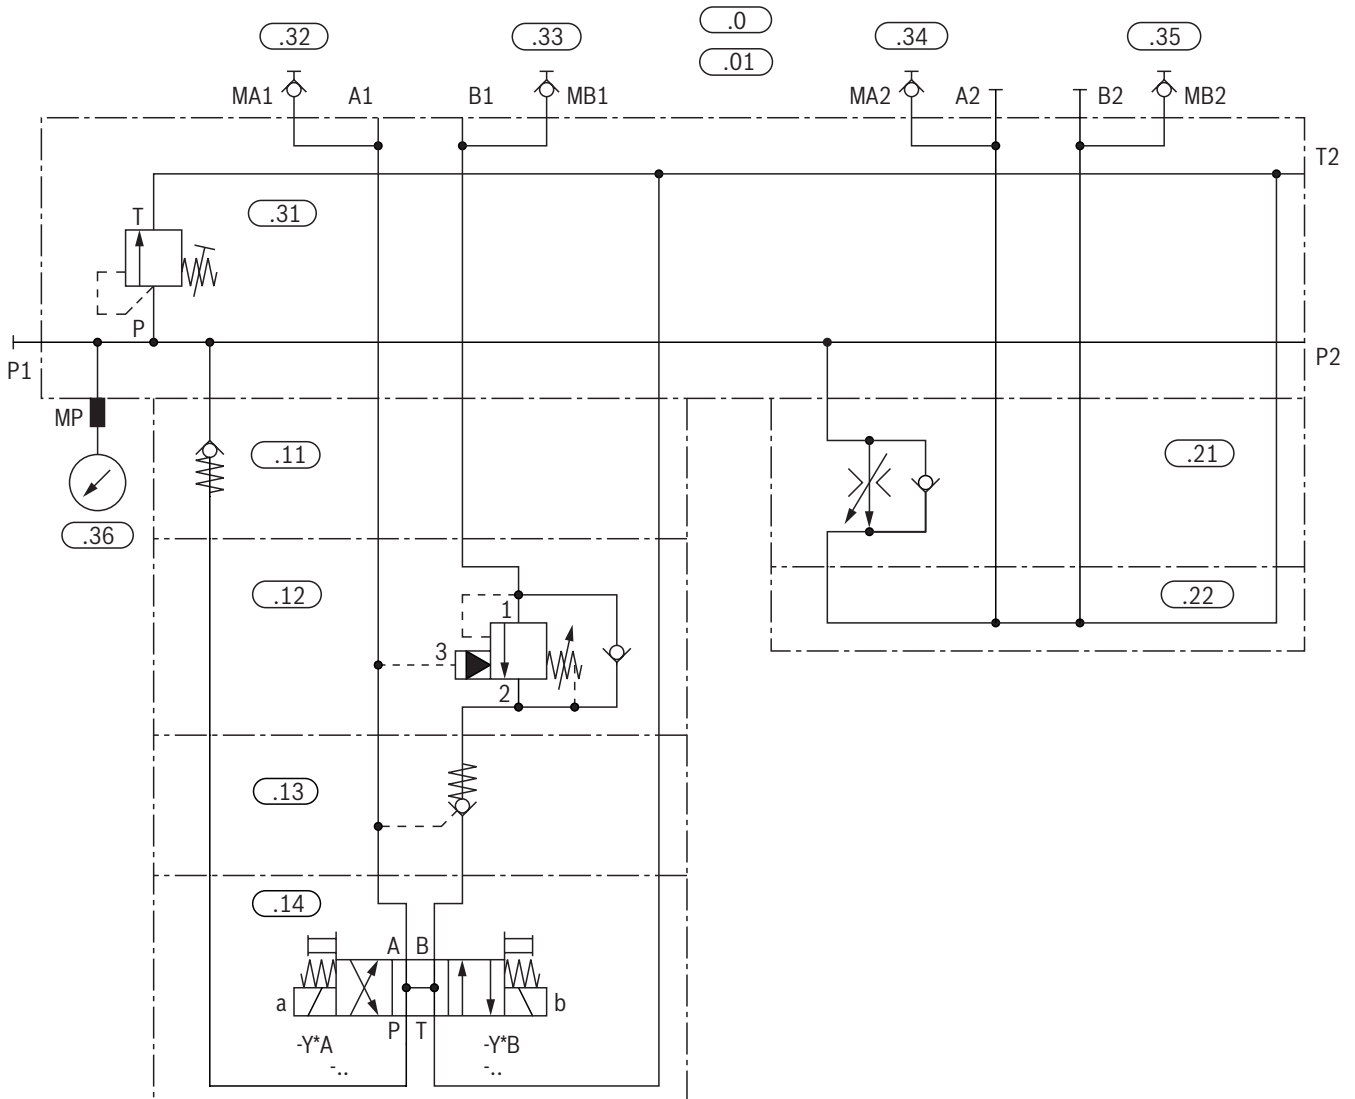 .0
.32 .33 .34 .35
.01
MA1 A1 B1 MB1 MA2 A2 B2 MB2
T2
.31
T
P
P1 P2
MP
.11 .21
.36
.12 .22
1
3
2
.13
.14
A B
a b
P T
-Y*A -Y*B
-.. -..